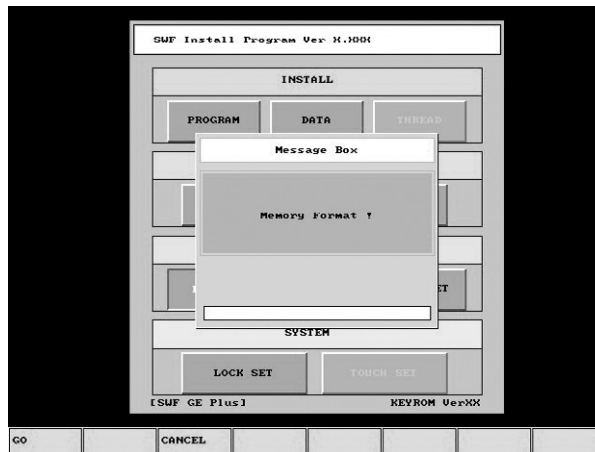 SWF Install Program Ver X.XXX
INSTALL
PROGRAM DATA THREAD
Message Box
Memory Format ?
ET
SYSTEM
LOCK SET TOUCH SET
[SWF GE Plus] KEYROM VerXX
GO CANCEL